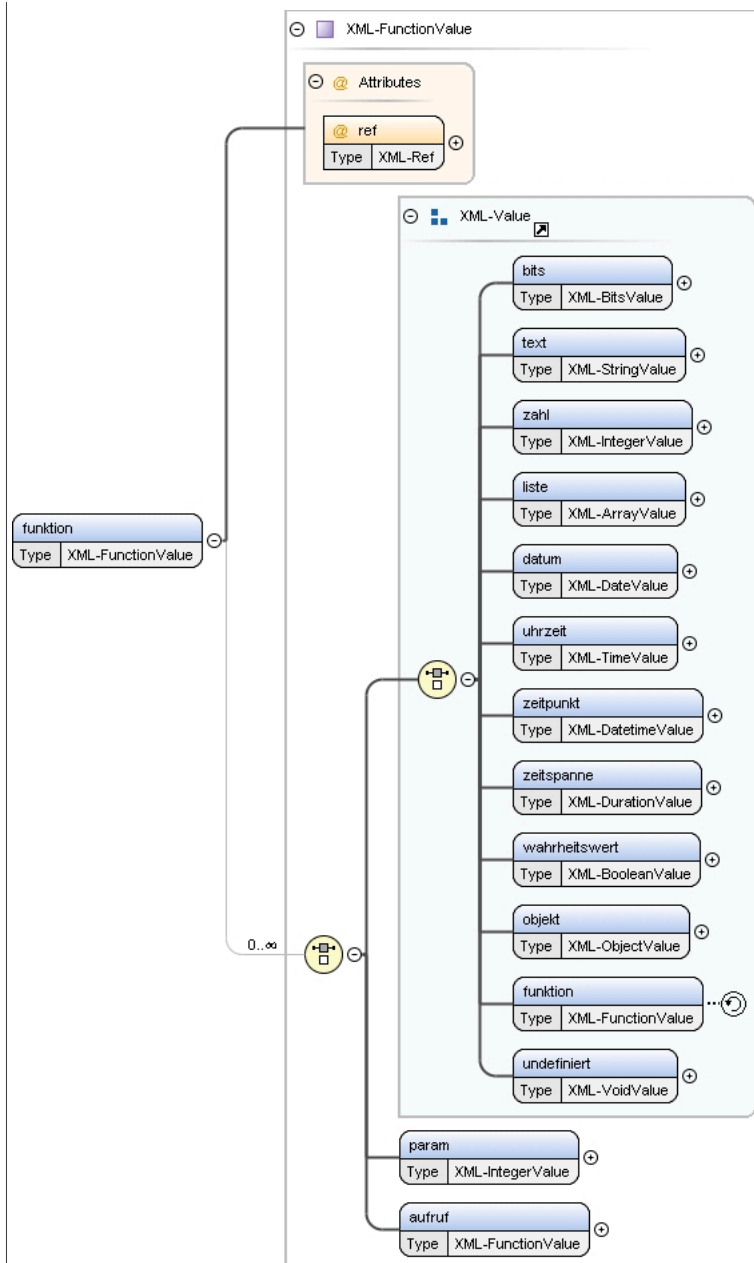 XML-FunctionValue
@ Attributes
@ ref
Type XML-Ref
XML-Value
bits
Type XML-BitsValue
text
Type XML-StringValue
zahl
Type XML-IntegerValue
liste
Type XML-ArrayValue
funktion
Type XML-FunctionValue
datum
Type XML-DateValue
uhrzeit
Type XML-TimeValue
zeitpunkt
Type XML-DatetimeValue
zeitspanne
Type XML-DurationValue
wahrheitswert
Type XML-BooleanValue
objekt
Type XML-ObjectValue
0..∞
funktion
Type XML-FunctionValue
undefiniert
Type XML-VoidValue
param
Type XML-IntegerValue
aufruf
Type XML-FunctionValue